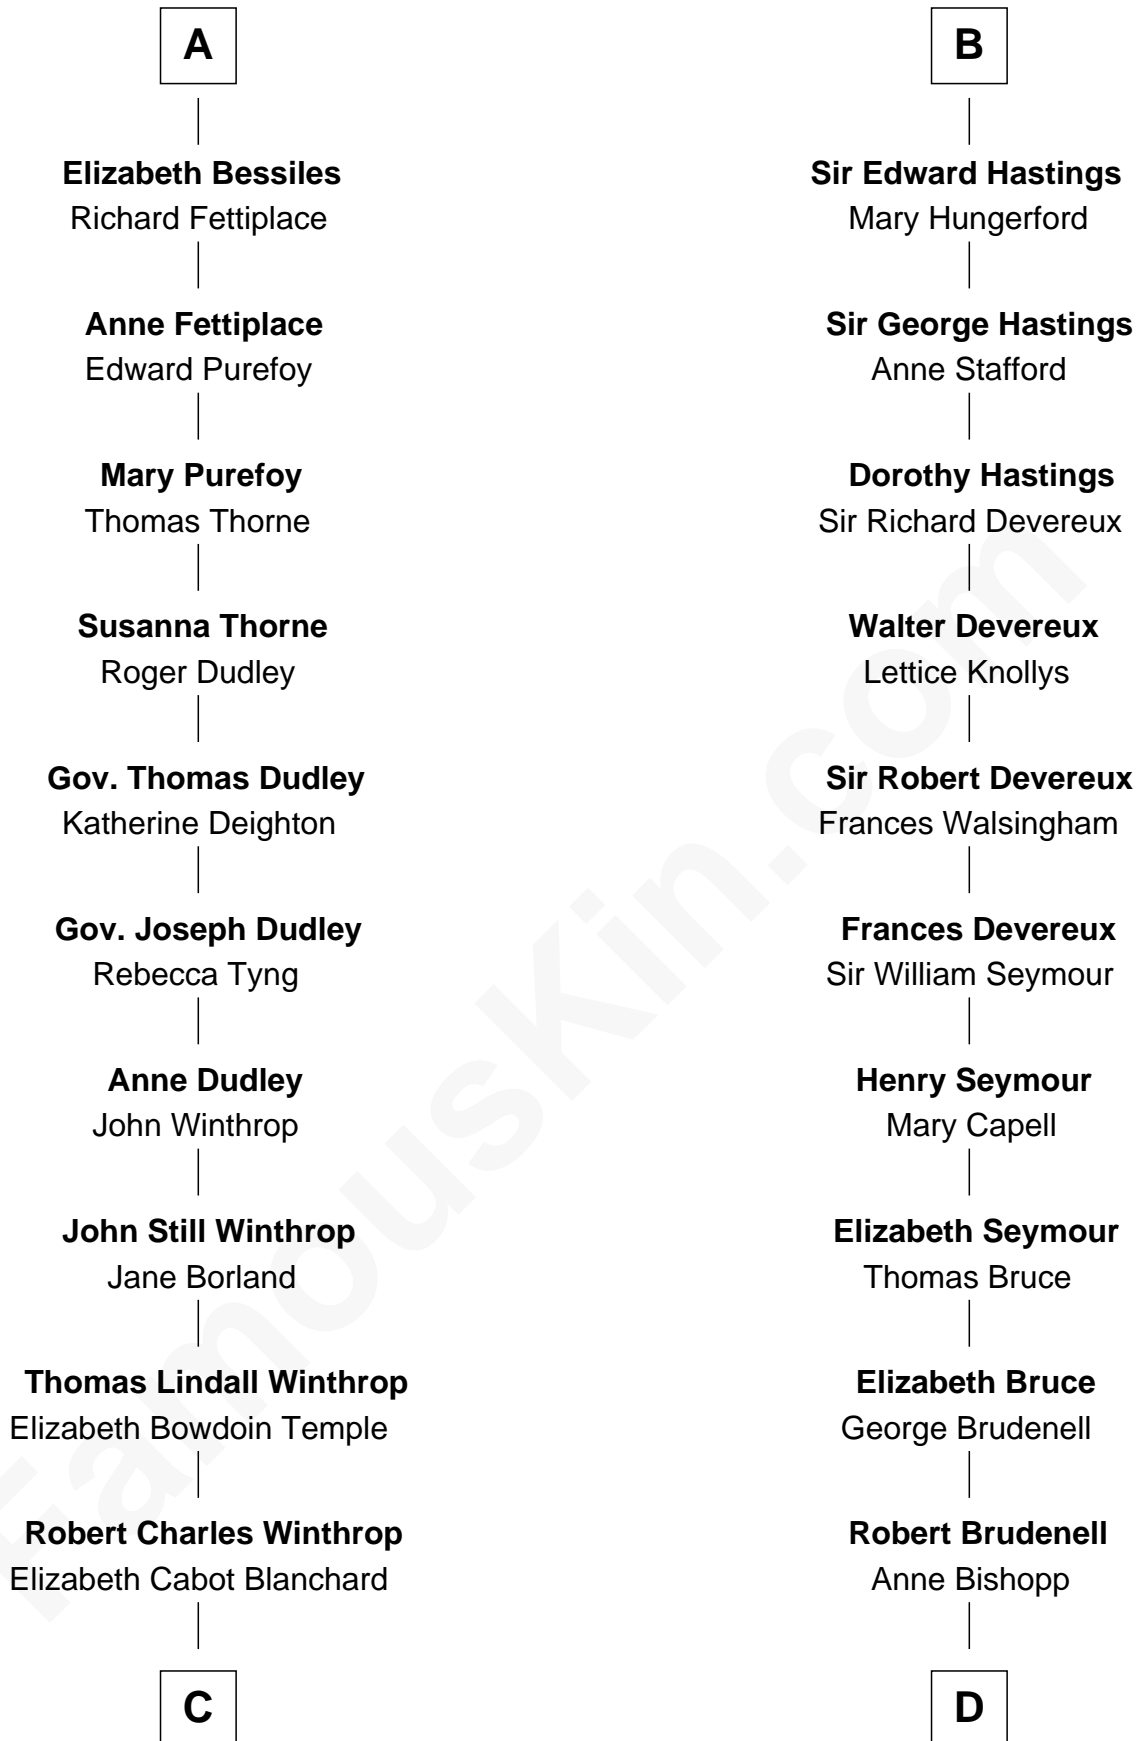 A
Elizabeth Bessiles
Richard Fettiplace
Anne Fettiplace
Edward Purefoy
Mary Purefoy
Thomas Thorne
Susanna Thorne
Roger Dudley
Gov. Thomas Dudley
Katherine Deighton
Gov. Joseph Dudley
Rebecca Tyng
Anne Dudley
John Winthrop
John Still Winthrop
Jane Borland
Thomas Lindall Winthrop
Elizabeth Bowdoin Temple
Robert Charles Winthrop
Elizabeth Cabot Blanchard
C
B
Sir Edward Hastings
Mary Hungerford
Sir George Hastings
Anne Stafford
Dorothy Hastings
Sir Richard Devereux
Walter Devereux
Lettice Knollys
Sir Robert Devereux
Frances Walsingham
Frances Devereux
Sir William Seymour
Henry Seymour
Mary Capell
Elizabeth Seymour
Thomas Bruce
Elizabeth Bruce
George Brudenell
Robert Brudenell
Anne Bishopp
D
FamousKin.com